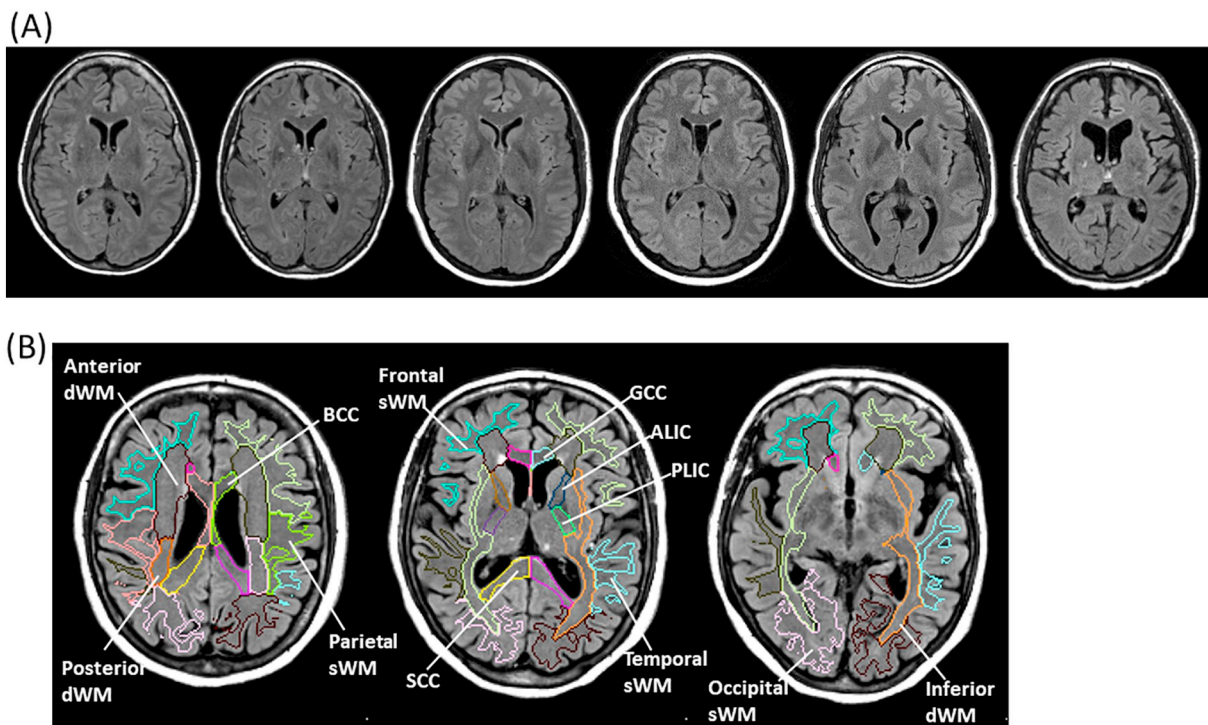 (A)
(B)
Anterior
dWM
BCC
Posterior
dWM
Parietal
sWM
Frontal
sWM
GCC
ALIC
PLIC
SCC
Temporal
sWM
Occipital
sWM
Inferior
dWM